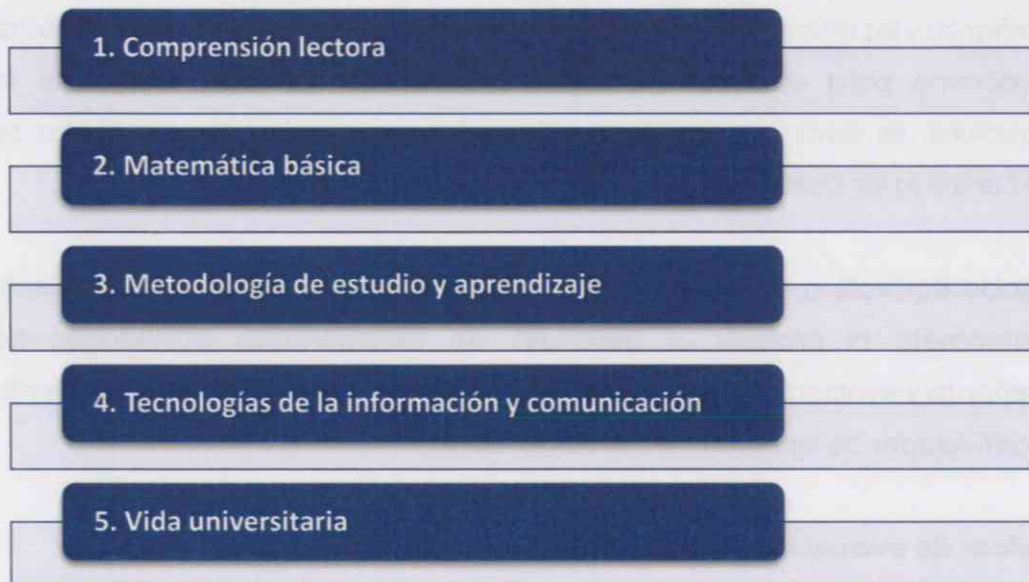 1. Comprensión lectora
2. Matemática básica
3. Metodología de estudio y aprendizaje
4. Tecnologías de la información y comunicación
5. Vida universitaria